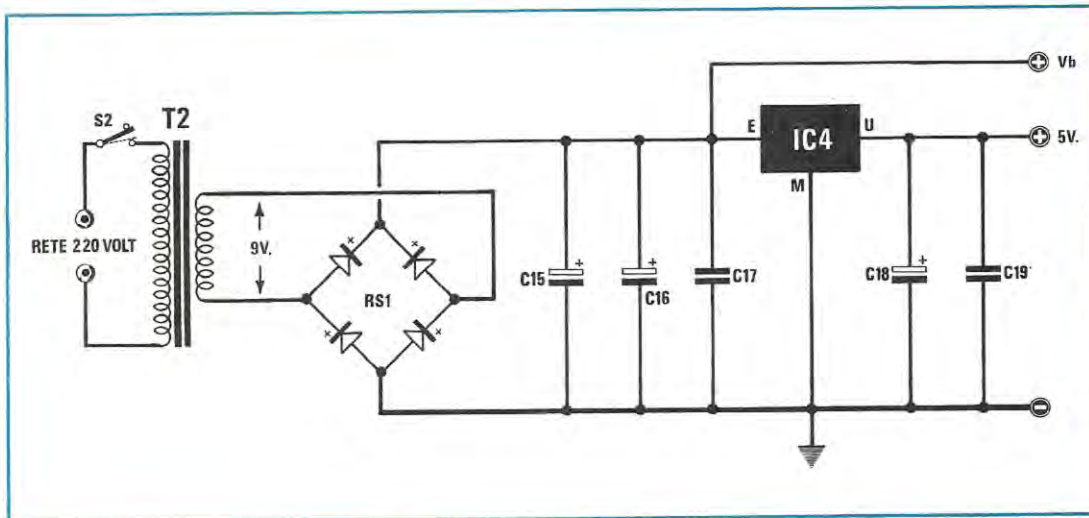 S2
T2
RETE 220 VOLT
9V.
RS1
C15
+
C16
+
C17
E
IC4
U
M
C18
+
C19
+ Vb
+ 5V.
-